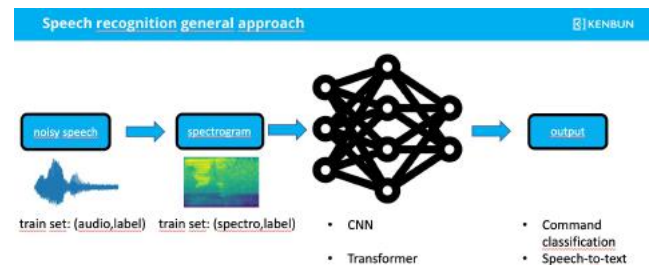 Speech recognition general approach
KENBUN
noisy speech
spectrogram
output
train set: (audio,label)
train set: (spectro,label)
• CNN
• Transformer
• Command
classification
• Speech-to-text